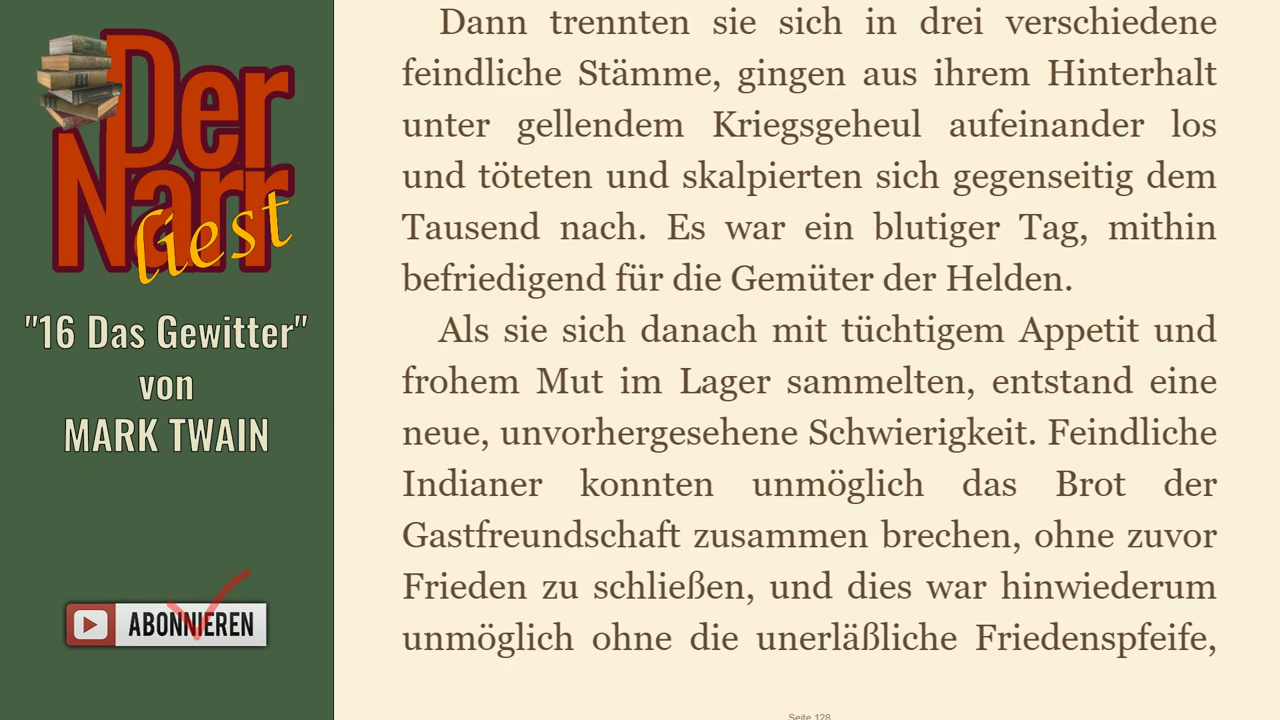 Der
Narr
liest
"16 Das Gewitter"
von
MARK TWAIN
ABONNIEREN
Dann trennten sie sich in drei verschiedene
feindliche Stämme, gingen aus ihrem Hinterhalt
unter gellendem Kriegsgeheul aufeinander los
und töteten und skalpierten sich gegenseitig dem
Tausend nach. Es war ein blutiger Tag, mithin
befriedigend für die Gemüter der Helden.
Als sie sich danach mit tüchtigem Appetit und
frohem Mut im Lager sammelten, entstand eine
neue, unvorhergesehene Schwierigkeit. Feindliche
Indianer konnten unmöglich das Brot der
Gastfreundschaft zusammen brechen, ohne zuvor
Frieden zu schließen, und dies war hinwiederum
unmöglich ohne die unerläßliche Friedenspfeife,
Seite 128